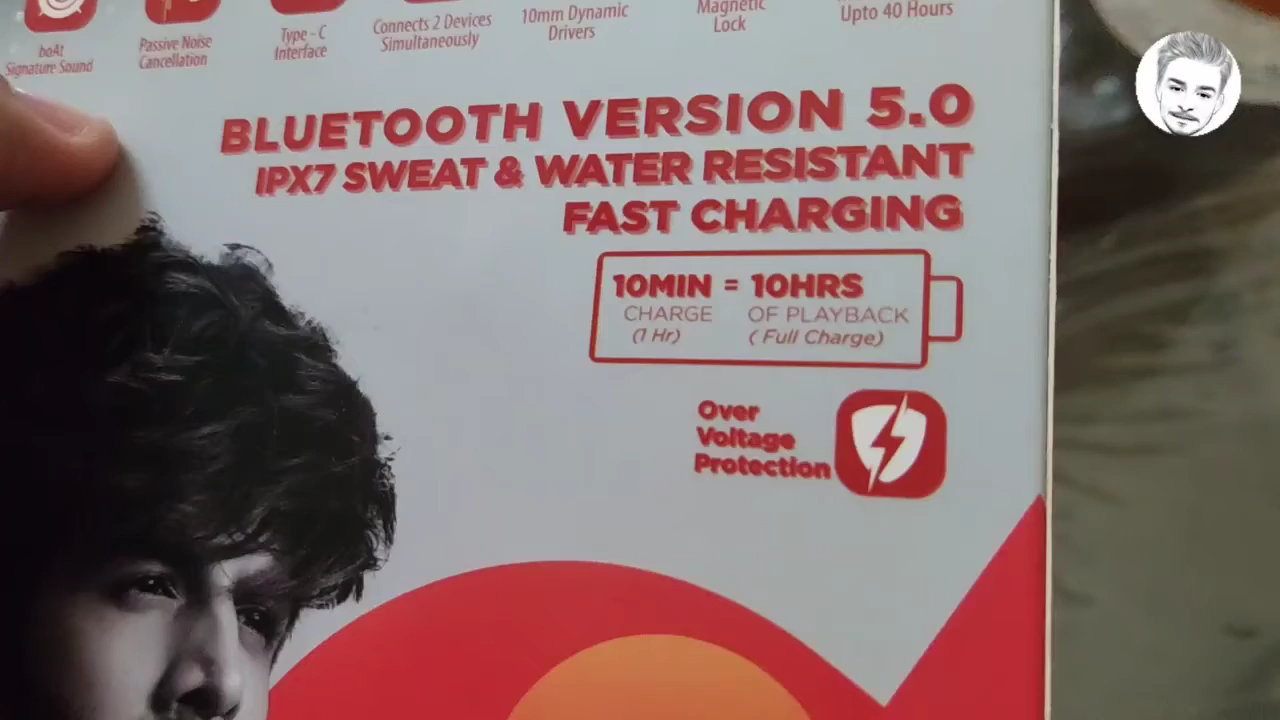 boAt
Signature Sound
Passive Noise
Cancellation
Type - C
Interface
Connects 2 Devices
Simultaneously
10mm Dynamic
Drivers
Magnetic
Lock
Upto 40 Hours
BLUETOOTH VERSION 5.0
IPX7 SWEAT & WATER RESISTANT
FAST CHARGING
10MIN = 10HRS
CHARGE OF PLAYBACK
(1 Hr) (Full Charge)
Over
Voltage
Protection